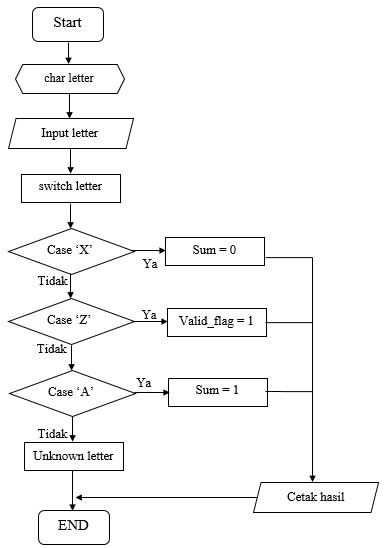 Start
char letter
Input letter
switch letter
Case ‘X’
Ya
Sum = 0
Tidak
Case ‘Z’
Ya
Valid_flag = 1
Tidak
Case ‘A’
Ya
Sum = 1
Tidak
Unknown letter
Cetak hasil
END